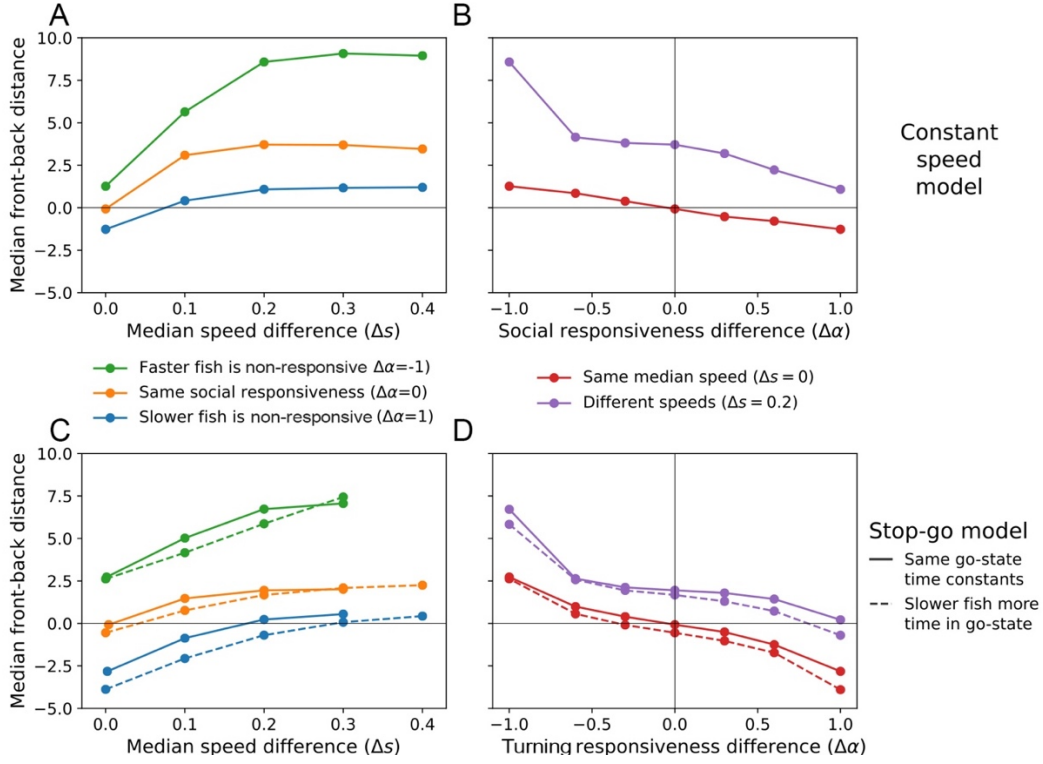 A
B
10.0
7.5
5.0
2.5
0.0
−2.5
−5.0
Median front-back distance
0.0 0.1 0.2 0.3 0.4
Median speed difference (Δs)
−1.0 −0.5 0.0 0.5 1.0
Social responsiveness difference (Δα)
Constant
speed
model
Faster fish is non-responsive Δα=-1)
Same social responsiveness (Δα=0)
Slower fish is non-responsive (Δα=1)
Same median speed (Δs = 0)
Different speeds (Δs = 0.2)
C
D
7.5
5.0
2.5
0.0
−2.5
−5.0
Median front-back distance
0.0 0.1 0.2 0.3 0.4
Median speed difference (Δs)
−1.0 −0.5 0.0 0.5 1.0
Turning responsiveness difference (Δα)
Stop-go model
Same go-state
time constants
Slower fish more
time in go-state